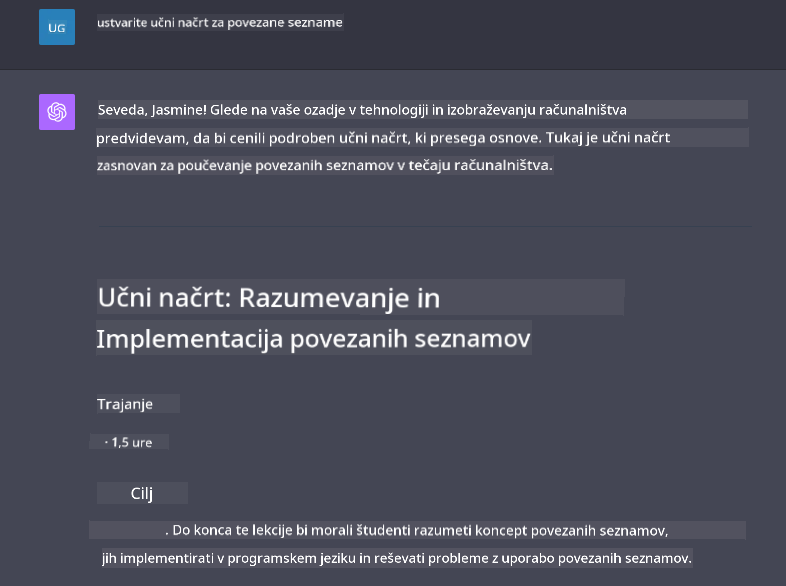 UG
ustvarite učni načrt za povezane sezname
Seveda, Jasmine! Glede na vaše ozadje v tehnologiji in izobraževanju računalništva
predvidevam, da bi cenili podroben učni načrt, ki presega osnove. Tukaj je učni načrt
zasnovan za poučevanje povezanih seznamov v tečaju računalništva.
Učni načrt: Razumevanje in
Implementacija povezanih seznamov
Trajanje
· 1,5 ure
Cilj
. Do konca te lekcije bi morali študenti razumeti koncept povezanih seznamov,
jih implementirati v programskem jeziku in reševati probleme z uporabo povezanih seznamov.